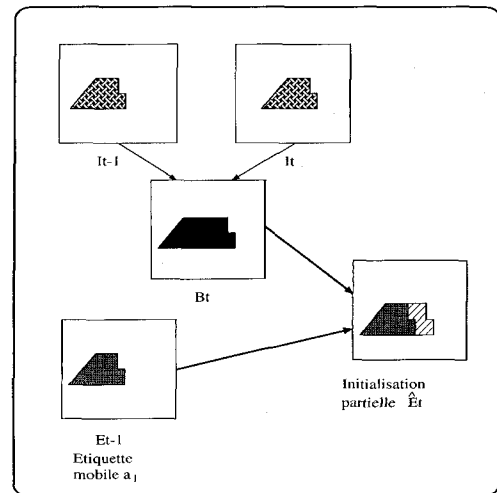 It-1
It
Bt
Et-1
Etiquette
mobile a₁
Initialisation
partielle Êt